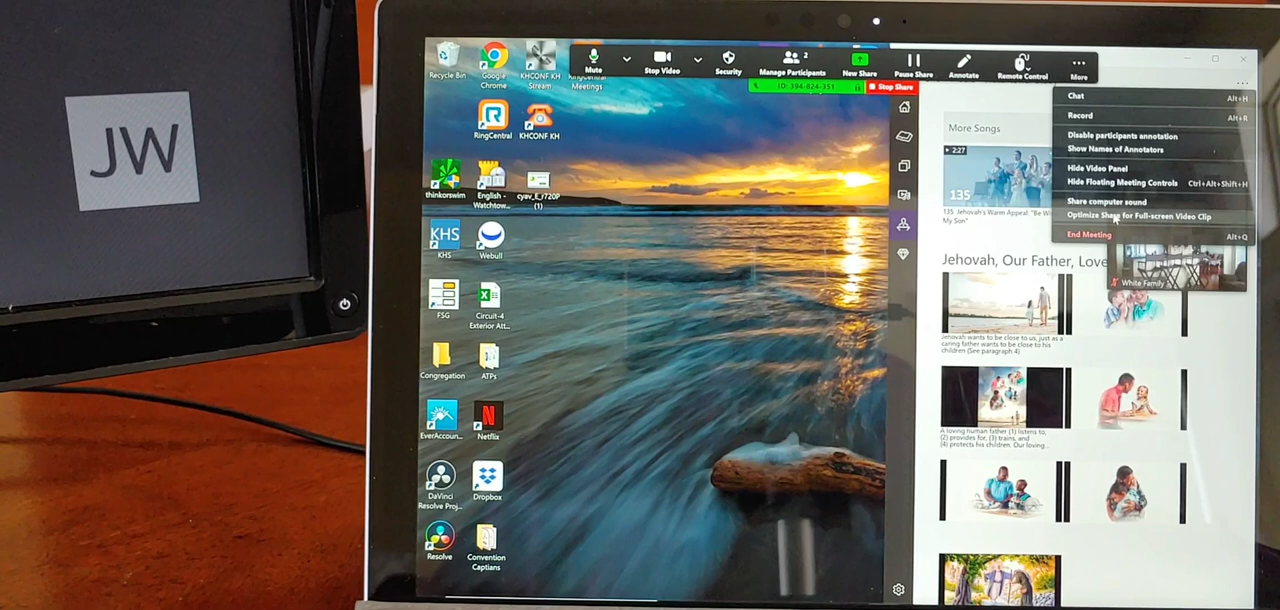 JW
Recycle Bin
Google
Chrome
KHCONF KH
Stream
RingCentral
Meetings
Mute
Stop Video
Security
2
Manage Participants
New Share
Pause Share
Annotate
Remote Control
More
ID: 394-824-351
Stop Share
RingCentral
KHCONF KH
thinkorswim
English -
Watchtow...
cyav_E_r720P
(1)
KHS
KHS
Webull
FSG
Circuit-4
Exterior Att...
Congregation
ATPs
EverAccoun...
Netflix
DaVinci
Resolve Proj...
Dropbox
Resolve
Convention
Captians
Chat
Alt+H
Record
Alt+R
Disable participants annotation
Show Names of Annotators
Hide Video Panel
Hide Floating Meeting Controls
Ctrl+Alt+Shift+H
Share computer sound
Optimize Share for Full-screen Video Clip
End Meeting
Alt+Q
White Family
More Songs
2:27
135
135. Jehovah's Warm Appeal: "Be Wi
My Son"
Jehovah, Our Father, Love
Jehovah wants to be close to us, just as a
caring father wants to be close to his
children (See paragraph 4)
A loving human father (1) listens to,
(2) provides for, (3) trains, and
(4) protects his children. Our loving...